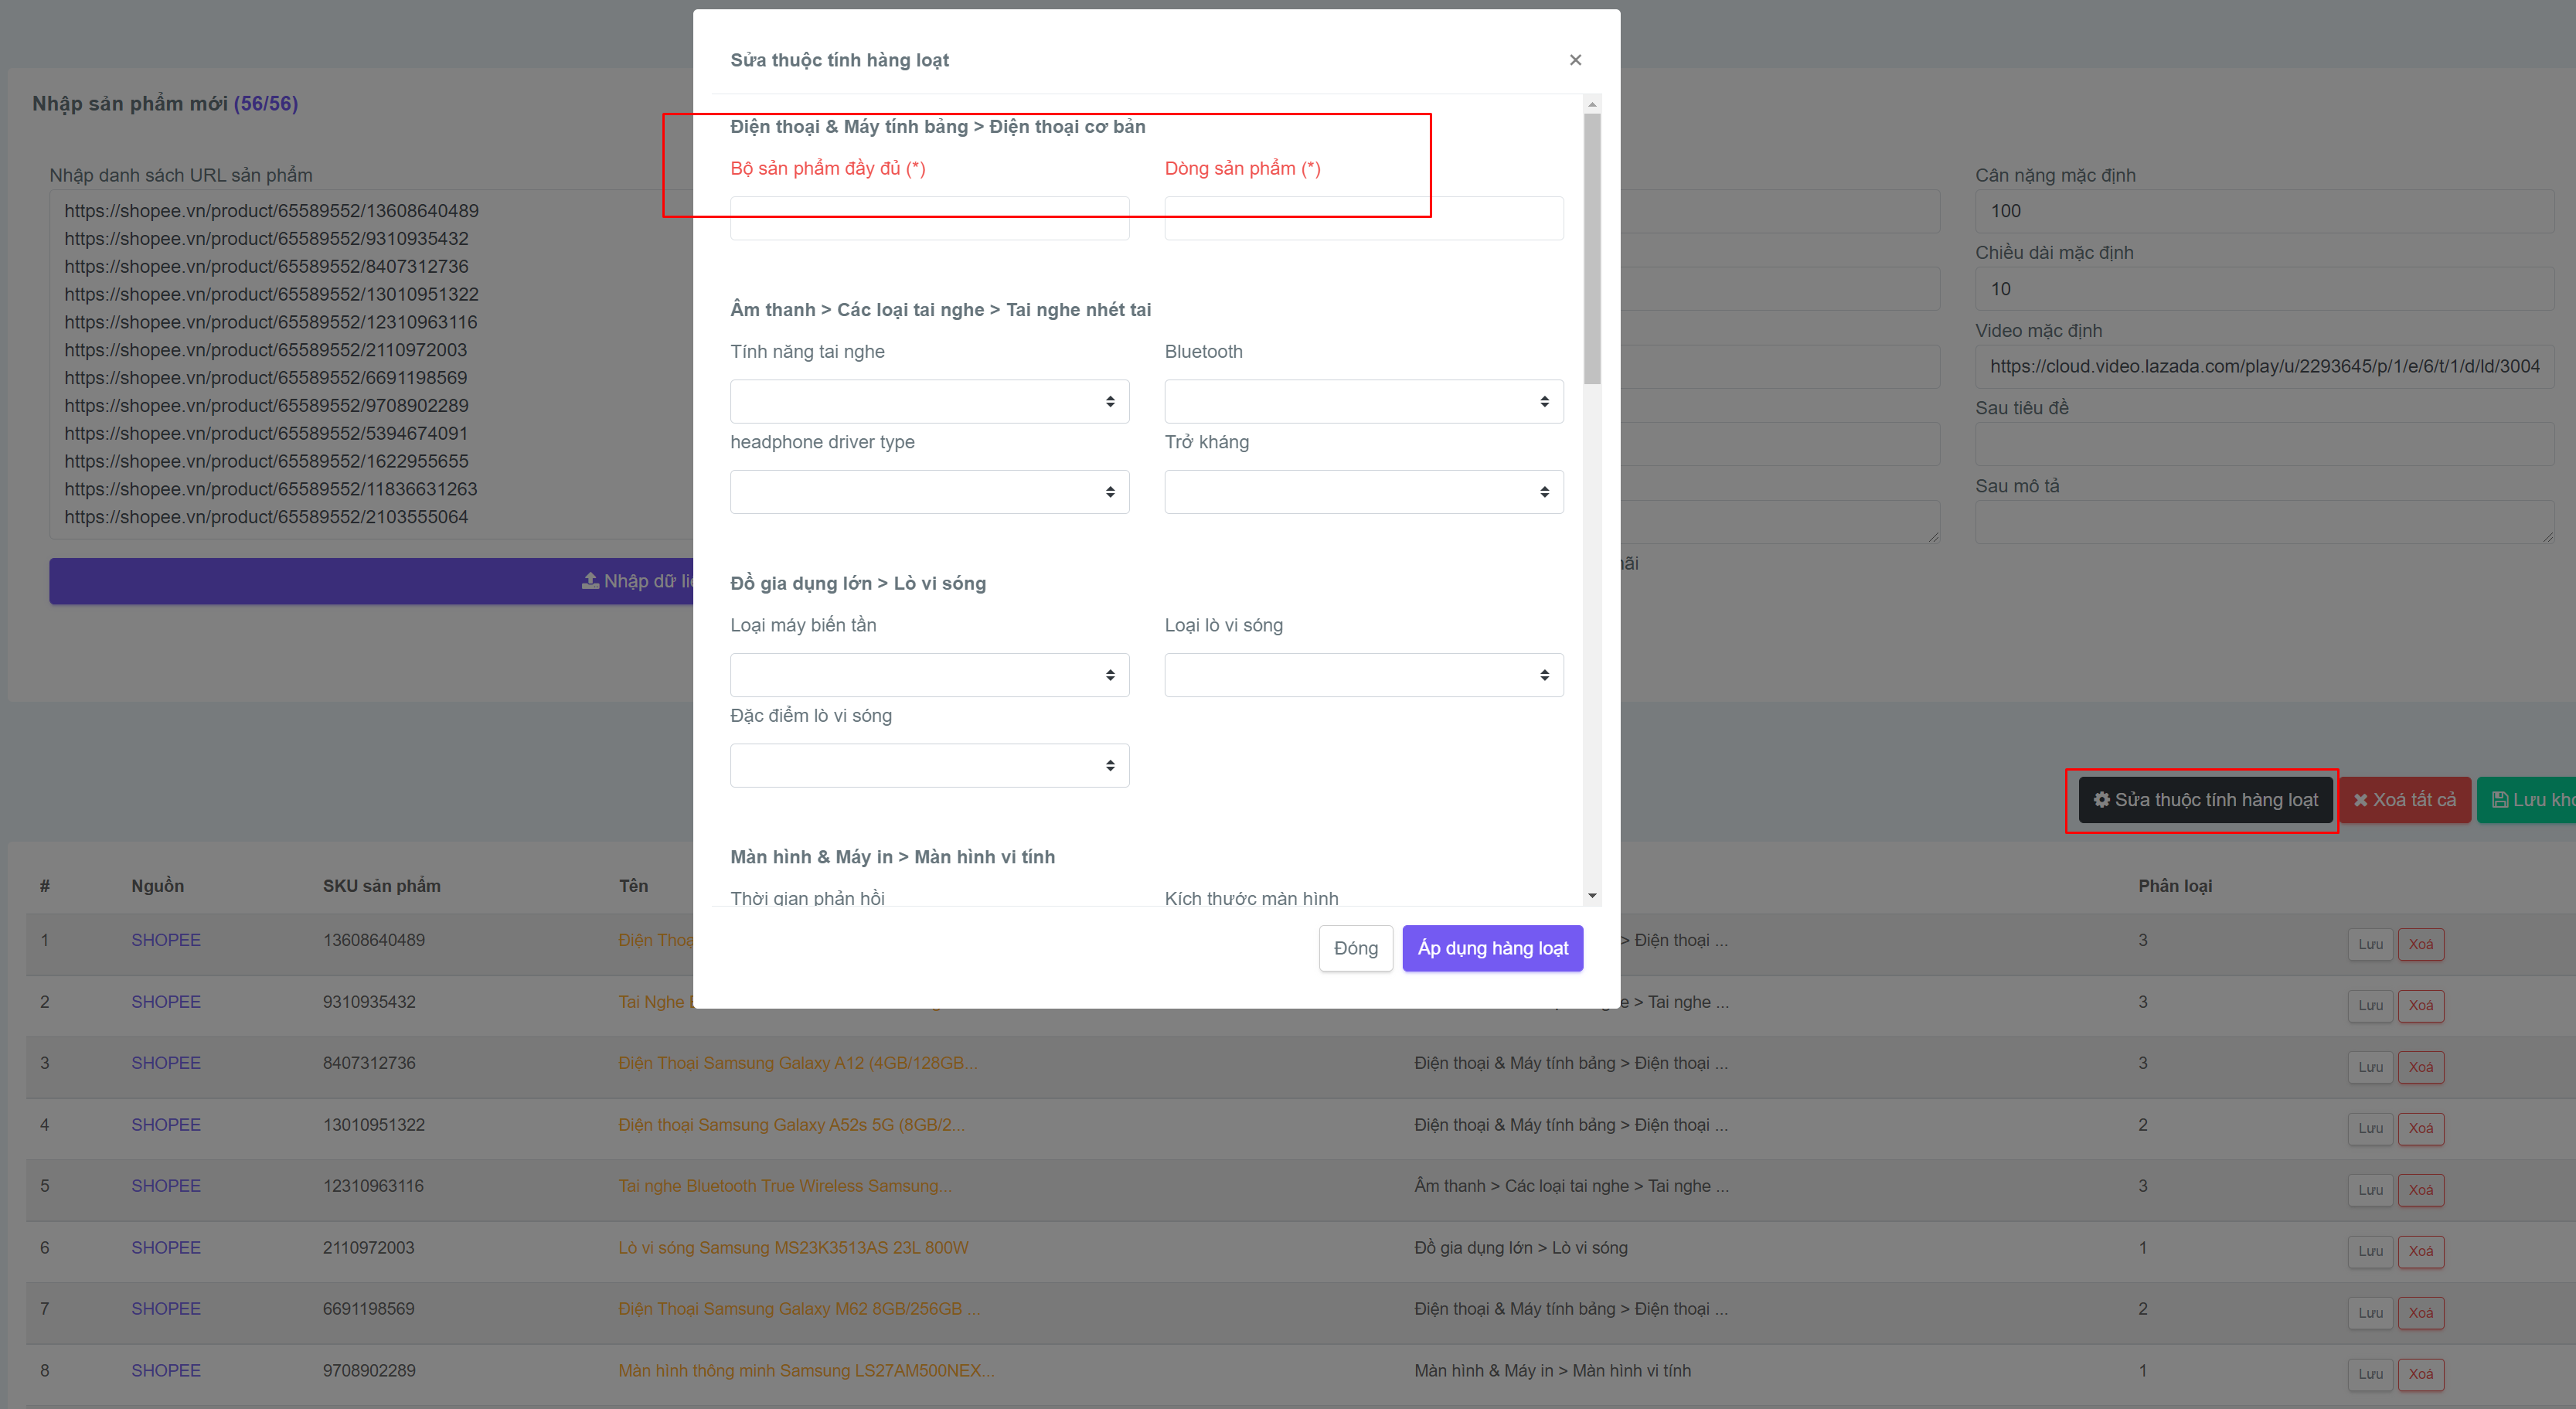 Sửa thuộc tính hàng loạt
×
Điện thoại & Máy tính bảng > Điện thoại cơ bản
Bộ sản phẩm đầy đủ (*)
Dòng sản phẩm (*)
Âm thanh > Các loại tai nghe > Tai nghe nhét tai
Tính năng tai nghe
Bluetooth
headphone driver type
Trở kháng
Đồ gia dụng lớn > Lò vi sóng
Loại máy biến tần
Loại lò vi sóng
Đặc điểm lò vi sóng
Màn hình & Máy in > Màn hình vi tính
Thời gian phản hồi
Kích thước màn hình
Đóng
Áp dụng hàng loạt
Nhập sản phẩm mới (56/56)
Nhập danh sách URL sản phẩm
https://shopee.vn/product/65589552/13608640489
https://shopee.vn/product/65589552/9310935432
https://shopee.vn/product/65589552/8407312736
https://shopee.vn/product/65589552/13010951322
https://shopee.vn/product/65589552/12310963116
https://shopee.vn/product/65589552/2110972003
https://shopee.vn/product/65589552/6691198569
https://shopee.vn/product/65589552/9708902289
https://shopee.vn/product/65589552/5394674091
https://shopee.vn/product/65589552/1622955655
https://shopee.vn/product/65589552/11836631263
https://shopee.vn/product/65589552/2103555064
Nhập dữ
Cân nặng mặc định
100
Chiều dài mặc định
10
Video mặc định
https://cloud.video.lazada.com/play/u/2293645/p/1/e/6/t/1/d/ld/3004
Sau tiêu đề
Sau mô tả
Sửa thuộc tính hàng loạt
Xoá tất cả
Lưu
# Nguồn SKU sản phẩm Tên Phân loại
1 SHOPEE 13608640489 Điện > Điện thoại ... 3 Lưu Xoá
2 SHOPEE 9310935432 Tai Nghe > Tai nghe ... 3 Lưu Xoá
3 SHOPEE 8407312736 Điện Thoại Samsung Galaxy A12 (4GB/128GB... Điện thoại & Máy tính bảng > Điện thoại ... 3 Lưu Xoá
4 SHOPEE 13010951322 Điện thoại Samsung Galaxy A52s 5G (8GB/2... Điện thoại & Máy tính bảng > Điện thoại ... 2 Lưu Xoá
5 SHOPEE 12310963116 Tai nghe Bluetooth True Wireless Samsung... Âm thanh > Các loại tai nghe > Tai nghe ... 3 Lưu Xoá
6 SHOPEE 2110972003 Lò vi sóng Samsung MS23K3513AS 23L 800W Đồ gia dụng lớn > Lò vi sóng 1 Lưu Xoá
7 SHOPEE 6691198569 Điện Thoại Samsung Galaxy M62 8GB/256GB ... Điện thoại & Máy tính bảng > Điện thoại ... 2 Lưu Xoá
8 SHOPEE 9708902289 Màn hình thông minh Samsung LS27AM500NEX... Màn hình & Máy in > Màn hình vi tính 1 Lưu Xoá